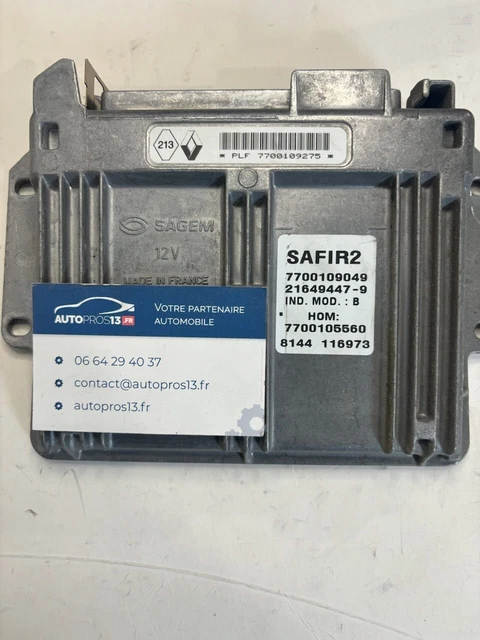 213
* PLF 7700109275 *
SAGEM
12V
MADE IN FRANCE
SAFIR2
7700109049
21649447-9
IND. MOD. : B
HOM:
7700105560
8144 116973
AUTOPROS13.FR
VOTRE PARTENAIRE
AUTOMOBILE
06 64 29 40 37
contact@autopros13.fr
autopros13.fr